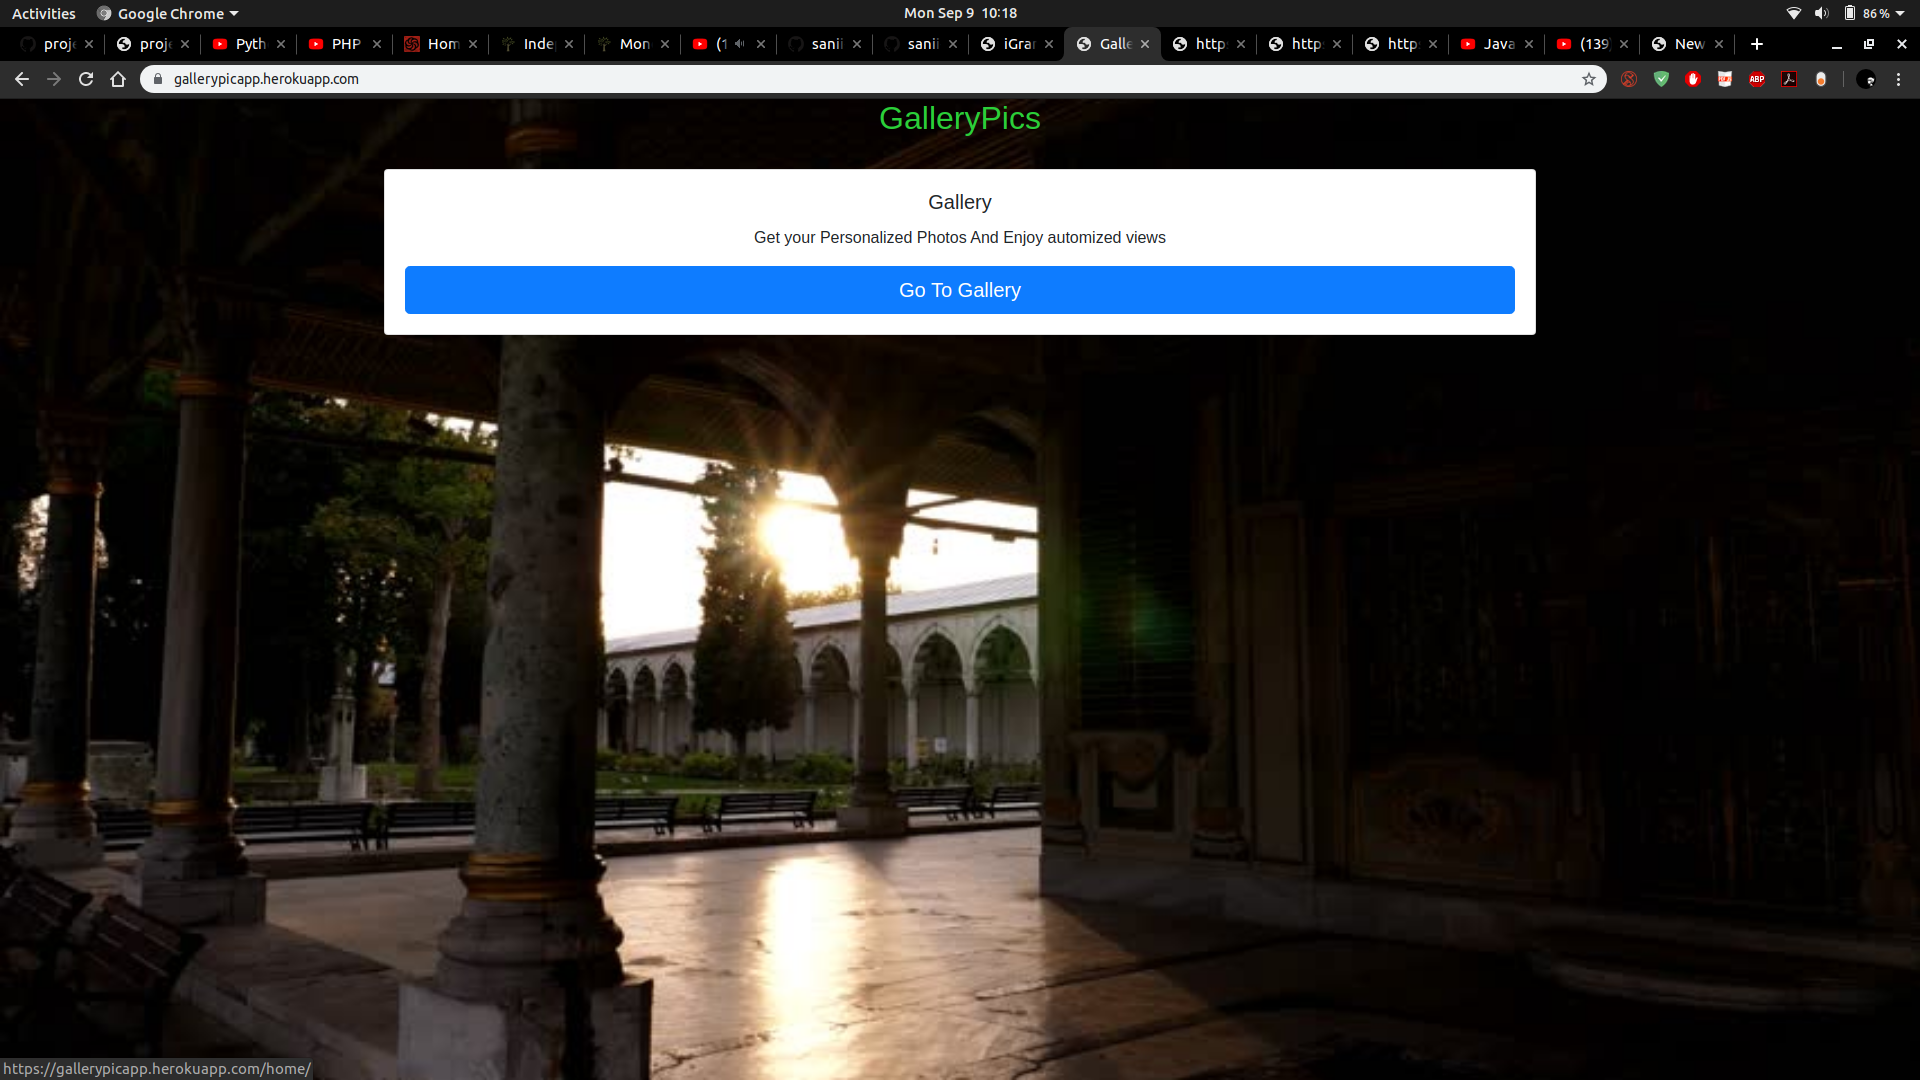 Activities Google Chrome Mon Sep 9 10:18 86%
proje proje Pyth PHP Hom Inde Mon (1 sanii sanii iGra Galle http http http Java (139) New
gallerypicapp.herokuapp.com ABP
GalleryPics
Gallery
Get your Personalized Photos And Enjoy automized views
Go To Gallery
https://gallerypicapp.herokuapp.com/home/